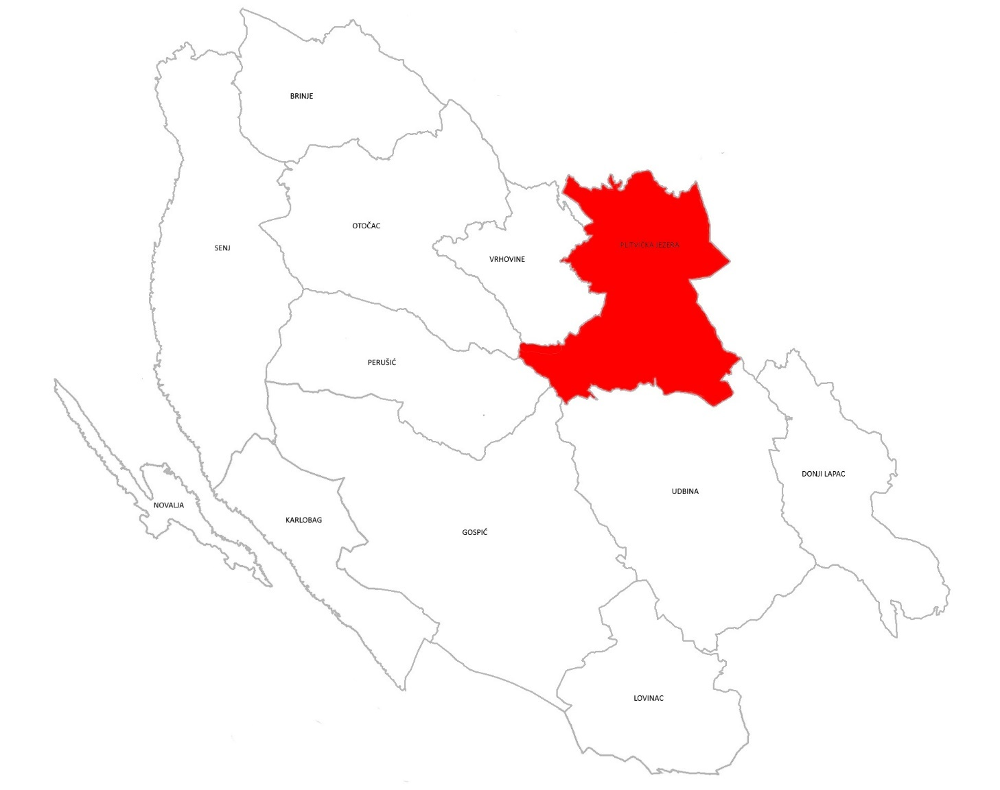 BRINJE
OTOČAC
PLITVIČKA JEZERA
SENJ
VRHOVINE
PERUŠIĆ
DONJI LAPAC
UDBINA
NOVALJA
KARLOBAG
GOSPIĆ
LOVINAC